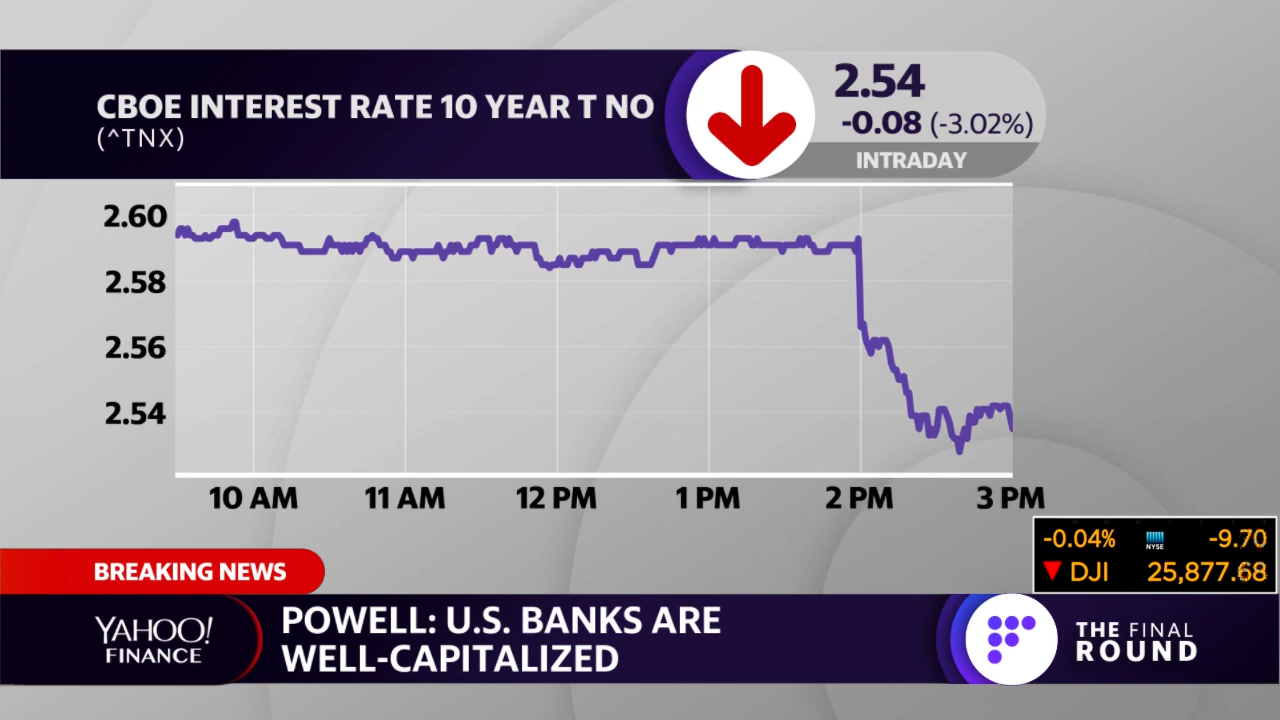 CBOE INTEREST RATE 10 YEAR T NO
(^TNX)
2.54
-0.08 (-3.02%)
INTRADAY
2.60
2.58
2.56
2.54
10 AM 11 AM 12 PM 1 PM 2 PM 3 PM
-0.04% NYSE -9.70
DJI 25,877.68
BREAKING NEWS
YAHOO!
FINANCE
POWELL: U.S. BANKS ARE
WELL-CAPITALIZED
THE FINAL
ROUND